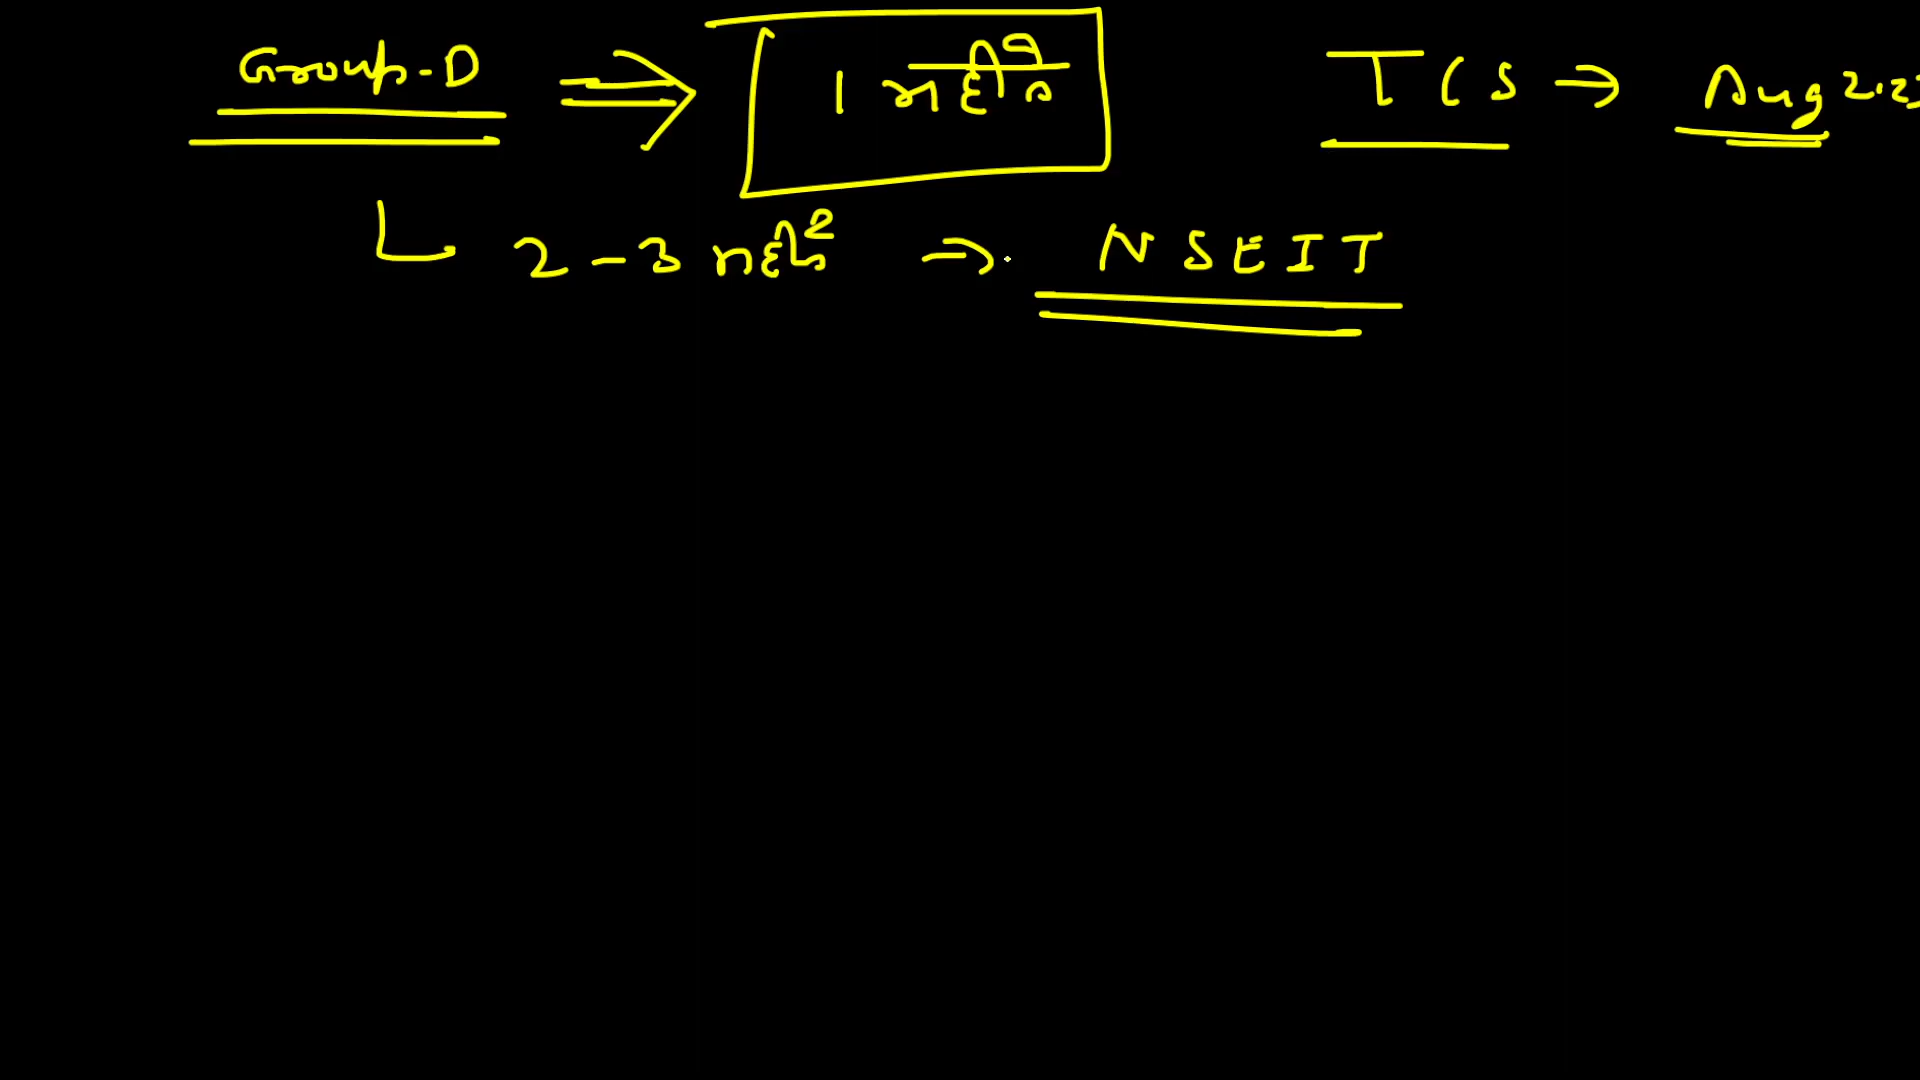 Group-D ⇒ 1 महीने TCS ⇒ Aug
2-3 महीने ⇒ NSEIT